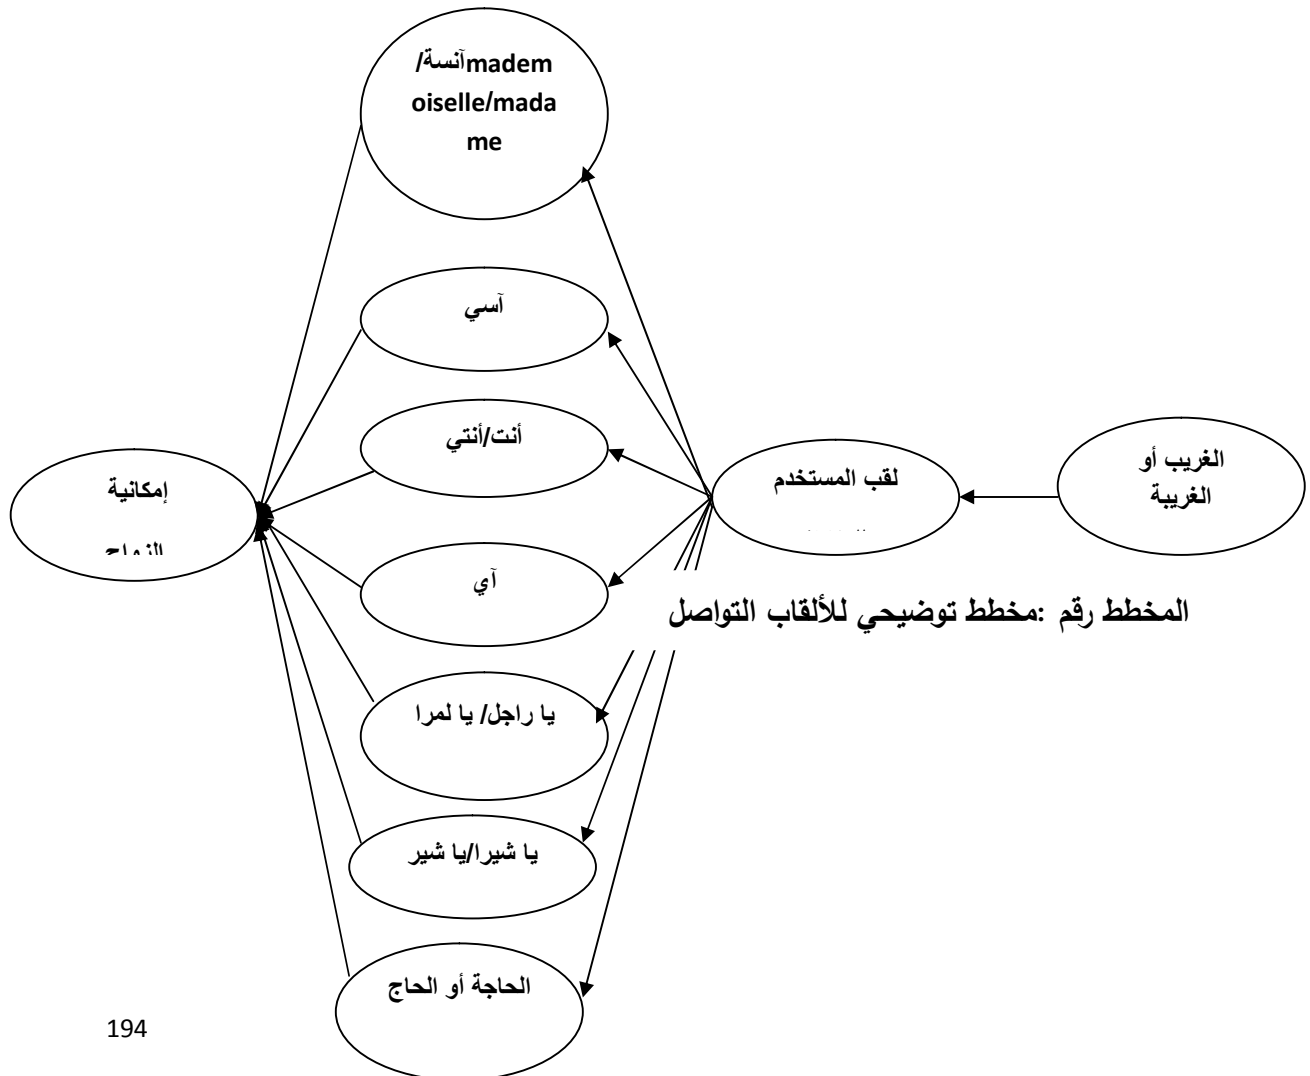 آنسة/madem
oiselle/mada
me
آسي
أنت/أنتي
الغريب أو
الغريبة
لقب المستخدم
إمكانية
الزواج
آي
المخطط رقم :مخطط توضيحي للألقاب التواصل
يا راجل/ يا لمرا
يا شيرا/يا شير
الحاجة أو الحاج
194